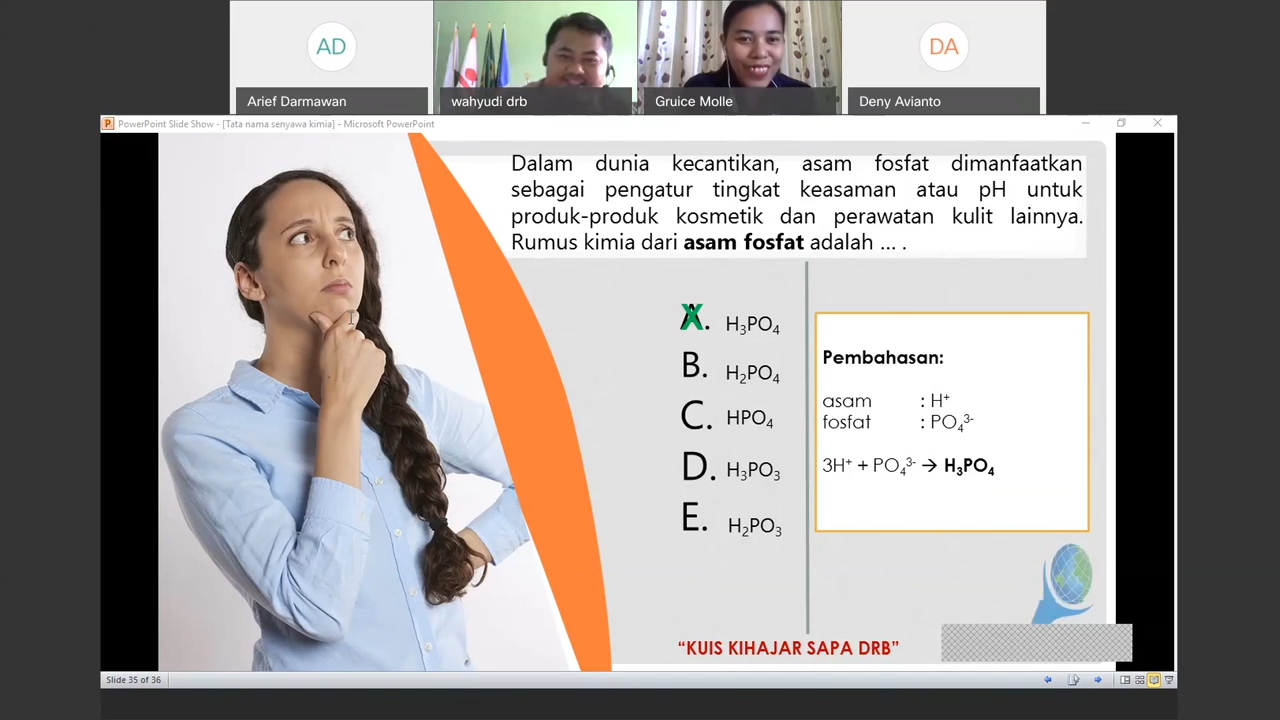 AD
DA
Arief Darmawan
wahyudi drb
Gruice Molle
Deny Avianto
PowerPoint Slide Show - [Tata nama senyawa kimia] - Microsoft PowerPoint
Dalam dunia kecantikan, asam fosfat dimanfaatkan
sebagai pengatur tingkat keasaman atau pH untuk
produk-produk kosmetik dan perawatan kulit lainnya.
Rumus kimia dari asam fosfat adalah ... .
A. H₃PO₄
B. H₂PO₄
C. HPO₄
D. H₃PO₃
E. H₂PO₃
Pembahasan:
asam : H⁺
fosfat : PO₄³⁻
3H⁺ + PO₄³⁻ → H₃PO₄
“KUIS KIHAJAR SAPA DRB”
Slide 35 of 36